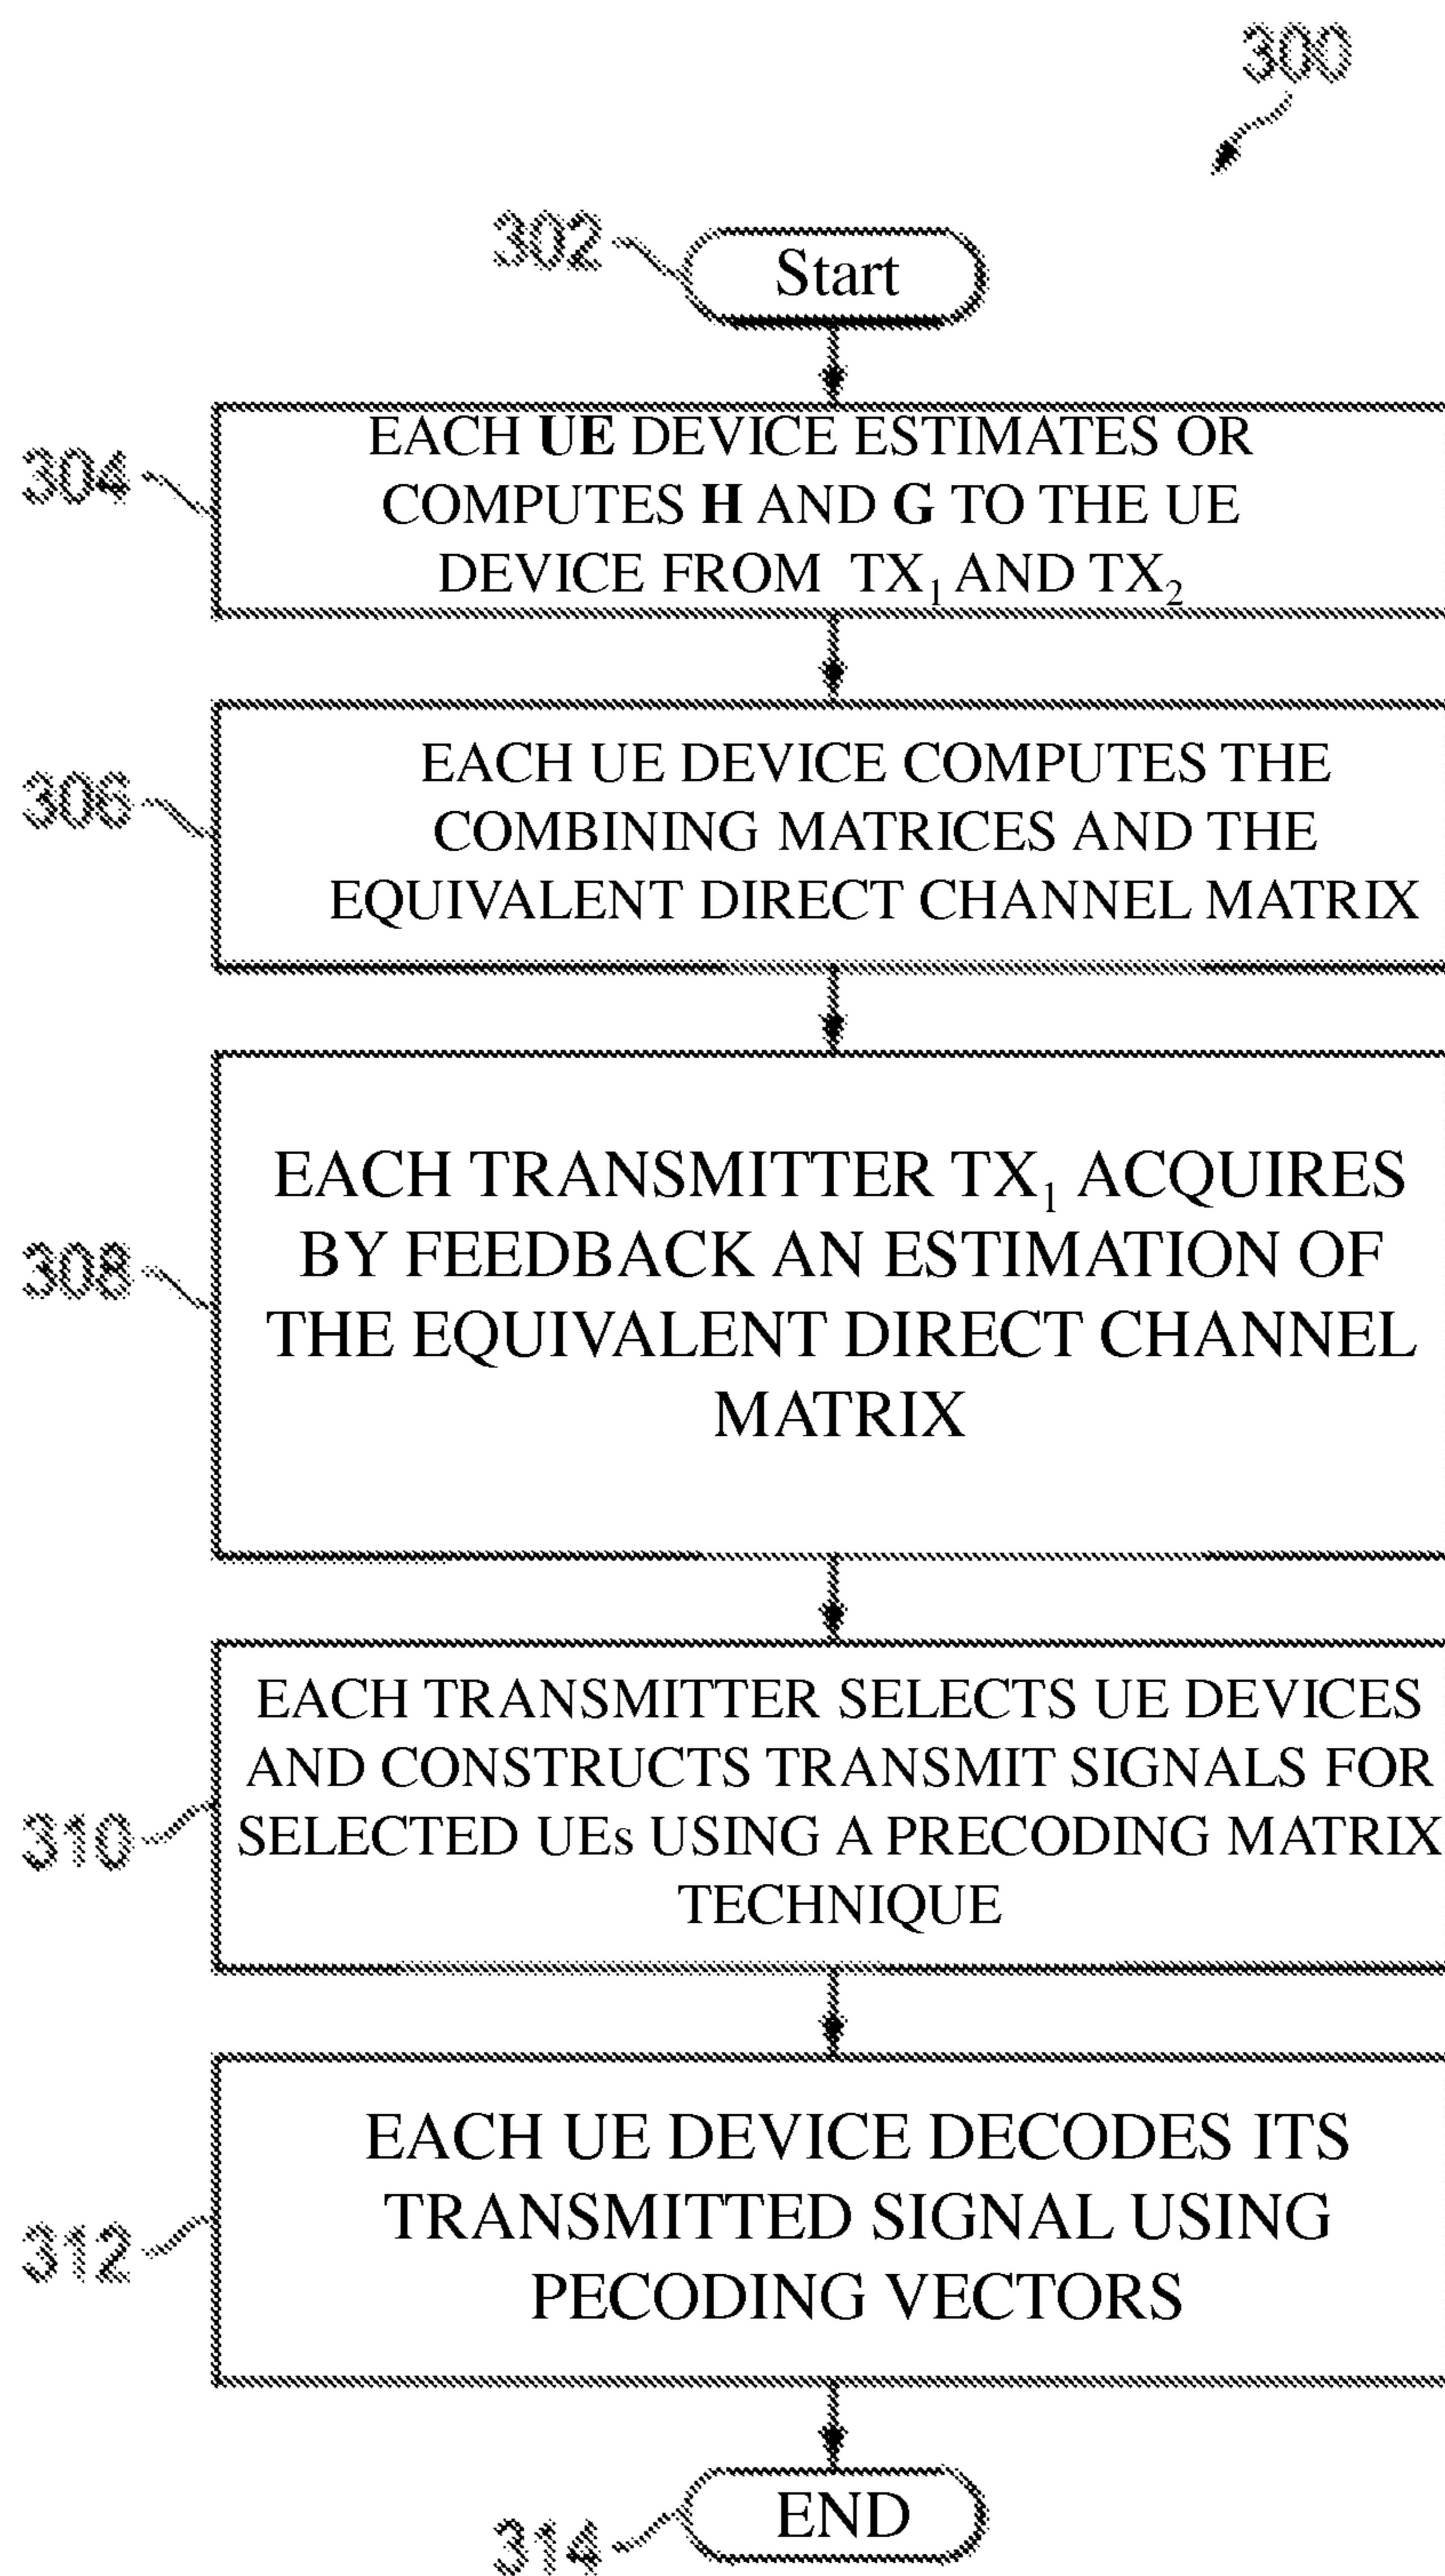 300
302
Start
304
EACH UE DEVICE ESTIMATES OR
COMPUTES H AND G TO THE UE
DEVICE FROM TX₁ AND TX₂
306
EACH UE DEVICE COMPUTES THE
COMBINING MATRICES AND THE
EQUIVALENT DIRECT CHANNEL MATRIX
308
EACH TRANSMITTER TX₁ ACQUIRES
BY FEEDBACK AN ESTIMATION OF
THE EQUIVALENT DIRECT CHANNEL
MATRIX
310
EACH TRANSMITTER SELECTS UE DEVICES
AND CONSTRUCTS TRANSMIT SIGNALS FOR
SELECTED UEs USING A PRECODING MATRIX
TECHNIQUE
312
EACH UE DEVICE DECODES ITS
TRANSMITTED SIGNAL USING
PECODING VECTORS
314
END